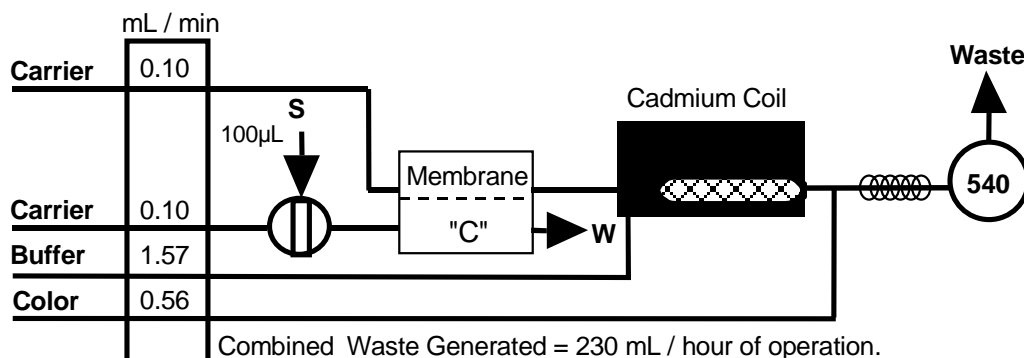 mL / min
Carrier 0.10
Waste
Cadmium Coil
S
100µL
Membrane
540
Carrier 0.10
"C"
W
Buffer 1.57
Color 0.56
Combined Waste Generated = 230 mL / hour of operation.